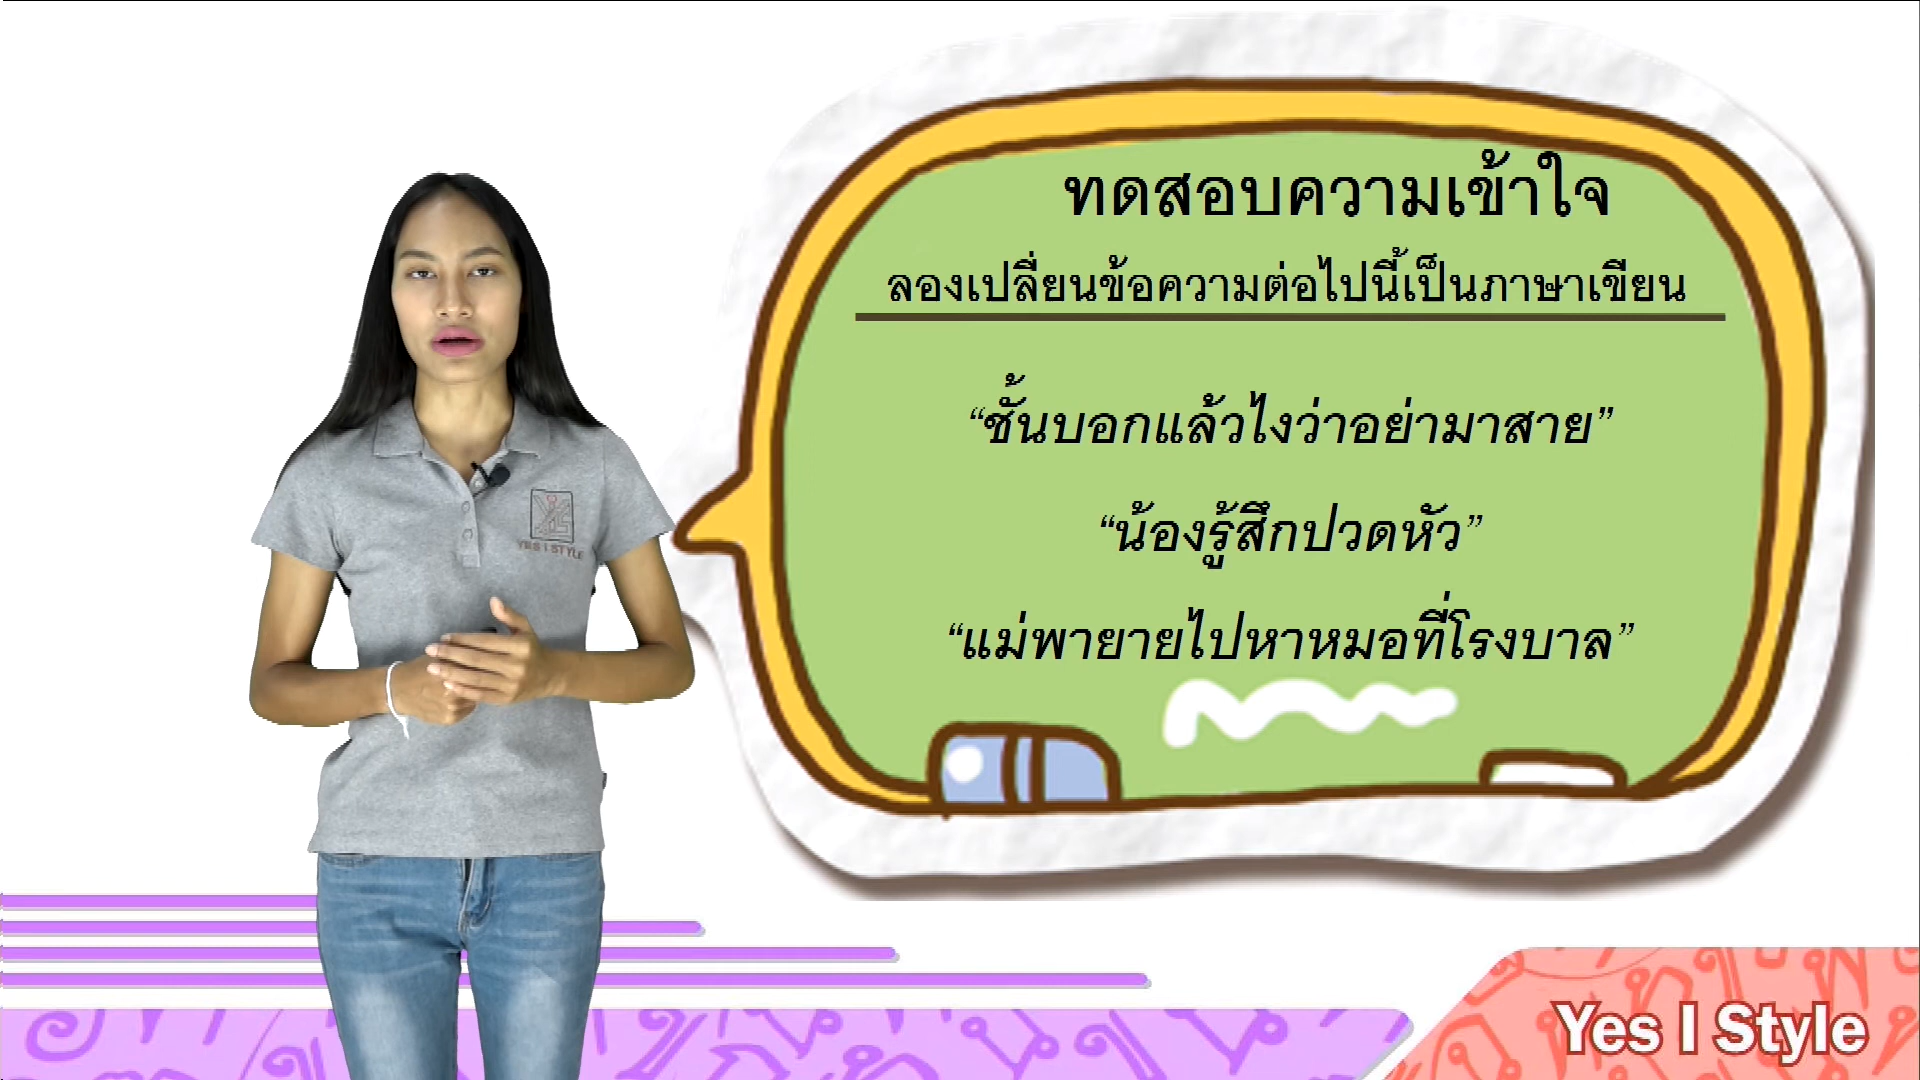 ทดสอบความเข้าใจ
ลองเปลี่ยนข้อความต่อไปนี้เป็นภาษาเขียน
“ชั้นบอกแล้วไงว่าอย่ามาสาย”
“น้องรู้สึกปวดหัว”
“แม่พายายไปหาหมอที่โรงบาล”
YES I STYLE
Yes I Style